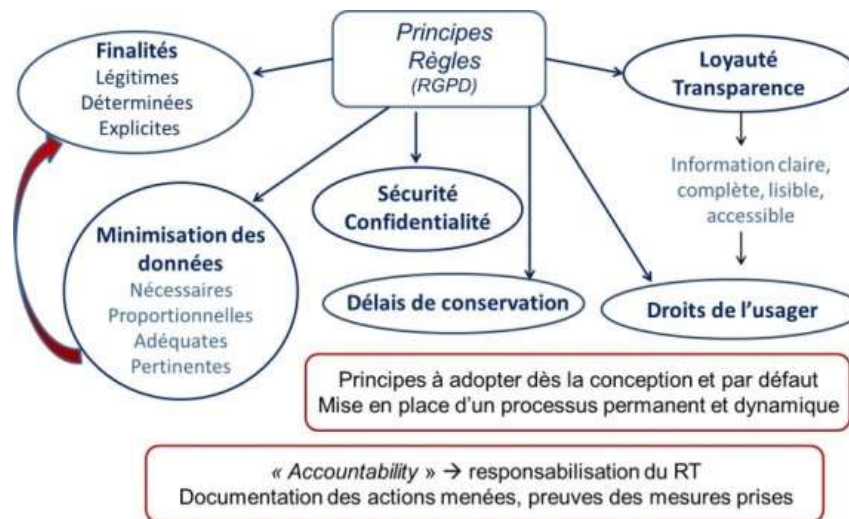 Principes
Règles
(RGPD)
Finalités
Légitimes
Déterminées
Explicites
Loyauté
Transparence
Information claire,
complète, lisible,
accessible
Sécurité
Confidentialité
Minimisation des
données
Nécessaires
Proportionnelles
Adéquates
Pertinentes
Délais de conservation
Droits de l'usager
Principes à adopter dès la conception et par défaut
Mise en place d'un processus permanent et dynamique
« Accountability » → responsabilisation du RT
Documentation des actions menées, preuves des mesures prises